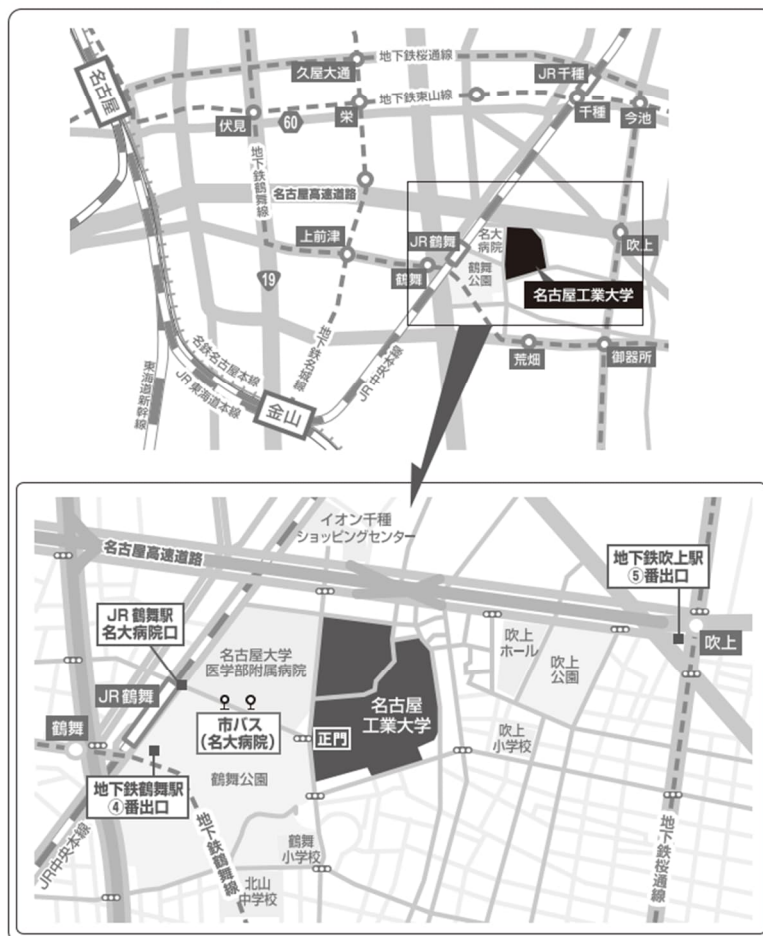 地下鉄桜通線
久屋大通
JR千種
名古屋
地下鉄東山線
伏見
60
栄
千種
今池
地下鉄鶴舞線
名古屋高速道路
上前津
JR鶴舞
名大
病院
吹上
鶴舞
鶴舞
公園
19
名古屋工業大学
地下鉄名城線
荒畑
御器所
名鉄名古屋本線
JR東海道本線
JR中央本線
東海道新幹線
金山
イオン千種
ショッピングセンター
名古屋高速道路
地下鉄吹上駅
⑤番出口
JR鶴舞駅
名大病院口
吹上
ホール
吹上
公園
吹上
名古屋大学
医学部附属病院
JR鶴舞
名古屋
工業大学
鶴舞
市バス
(名大病院)
正門
吹上
小学校
地下鉄鶴舞駅
④番出口
鶴舞公園
JR中央本線
地下鉄鶴舞線
鶴舞
小学校
地下鉄桜通線
北山
中学校